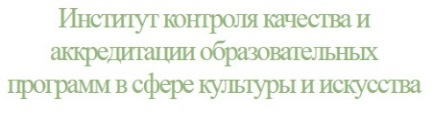 Институт контроля качества и
аккредитации образовательных
программ в сфере культуры и искусства